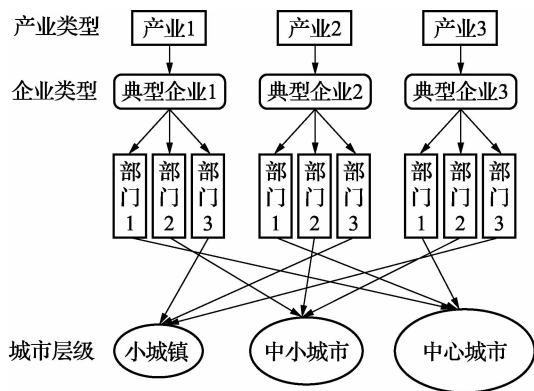 产业类型 产业1 产业2 产业3
企业类型 典型企业1 典型企业2 典型企业3
部门1 部门2 部门3 部门1 部门2 部门3 部门1 部门2 部门3
城市层级 小城镇 中小城市 中心城市